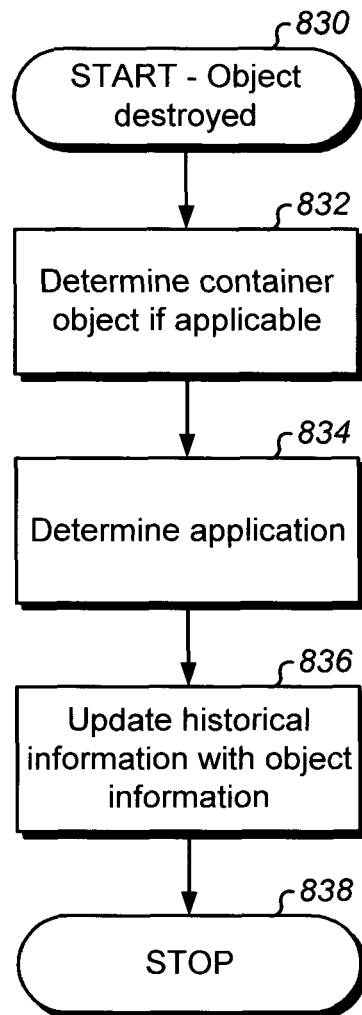 830
START - Object
destroyed
832
Determine container
object if applicable
834
Determine application
836
Update historical
information with object
information
838
STOP